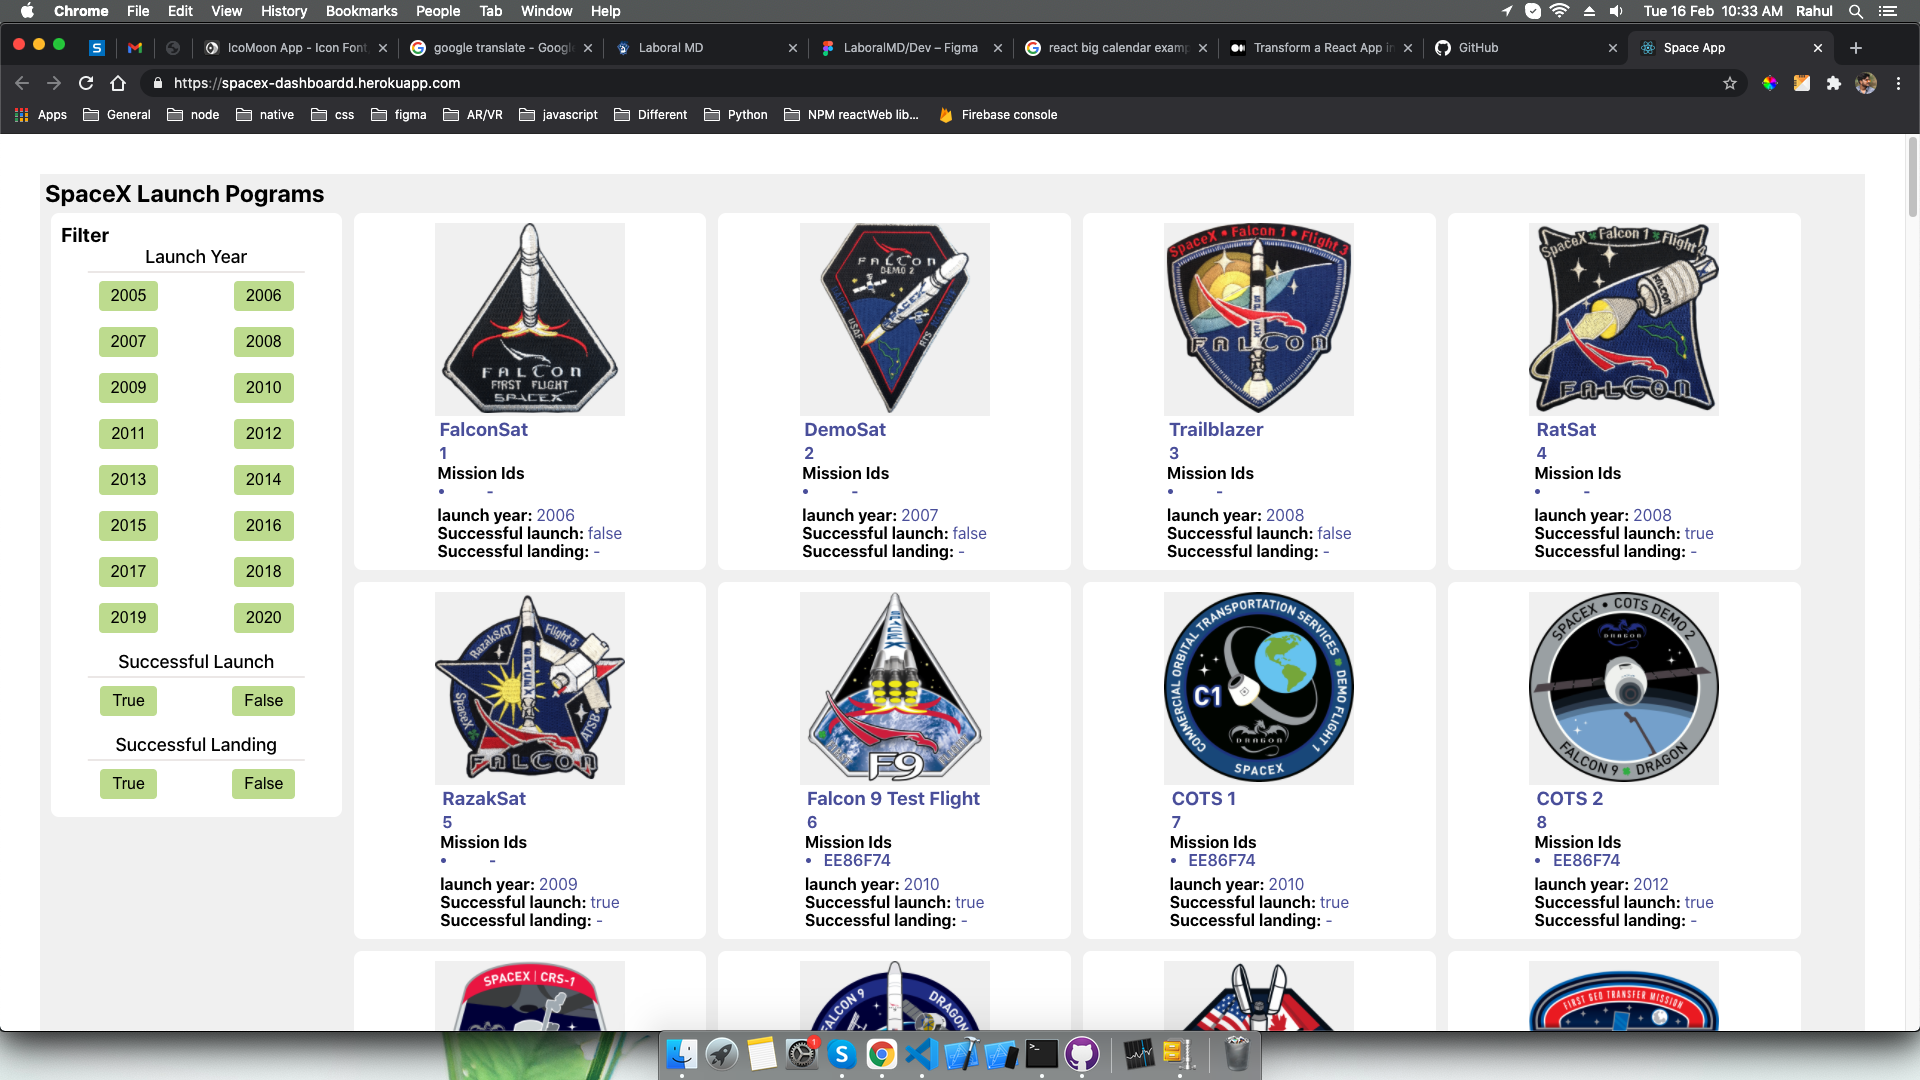 Chrome File Edit View History Bookmarks People Tab Window Help
Tue 16 Feb 10:33 AM Rahul
IcoMoon App - Icon Font
google translate - Googl
Laboral MD
LaboralMD/Dev – Figma
react big calendar examp
Transform a React App in
GitHub
Space App
https://spacex-dashboardd.herokuapp.com
Apps General node native css figma AR/VR javascript Different Python NPM reactWeb lib... Firebase console
SpaceX Launch Pograms
Filter
Launch Year
2005 2006
2007 2008
2009 2010
2011 2012
2013 2014
2015 2016
2017 2018
2019 2020
Successful Launch
True False
Successful Landing
True False
FALCON
FIRST FLIGHT
SPACEX
FalconSat
1
Mission Ids
• -
launch year: 2006
Successful launch: false
Successful landing: -
FALCON
DEMO 2
SPACEX
USAF
RTS
DemoSat
2
Mission Ids
• -
launch year: 2007
Successful launch: false
Successful landing: -
SpaceX • Falcon 1 • Flight 3
FALCON
Trailblazer
3
Mission Ids
• -
launch year: 2008
Successful launch: false
Successful landing: -
SpaceX Falcon 1 Flight 4
FALCON
RatSat
4
Mission Ids
• -
launch year: 2008
Successful launch: true
Successful landing: -
RazakSAT
Flight 5
SPACEX
SpaceX
ATSB
FALCON
RazakSat
5
Mission Ids
• -
launch year: 2009
Successful launch: true
Successful landing: -
SPACEX
FIRST
F9
FLIGHT
Falcon 9 Test Flight
6
Mission Ids
• EE86F74
launch year: 2010
Successful launch: true
Successful landing: -
COMMERCIAL ORBITAL TRANSPORTATION SERVICES
DEMO FLIGHT 1
C1
DRAGON
SPACEX
COTS 1
7
Mission Ids
• EE86F74
launch year: 2010
Successful launch: true
Successful landing: -
SPACEX • COTS DEMO 2
DRAGON
FALCON 9 DRAGON
COTS 2
8
Mission Ids
• EE86F74
launch year: 2012
Successful launch: true
Successful landing: -
SPACEX | CRS-1
FALCON 9
DRAGON
FIRST GEO TRANSFER MISSION
1